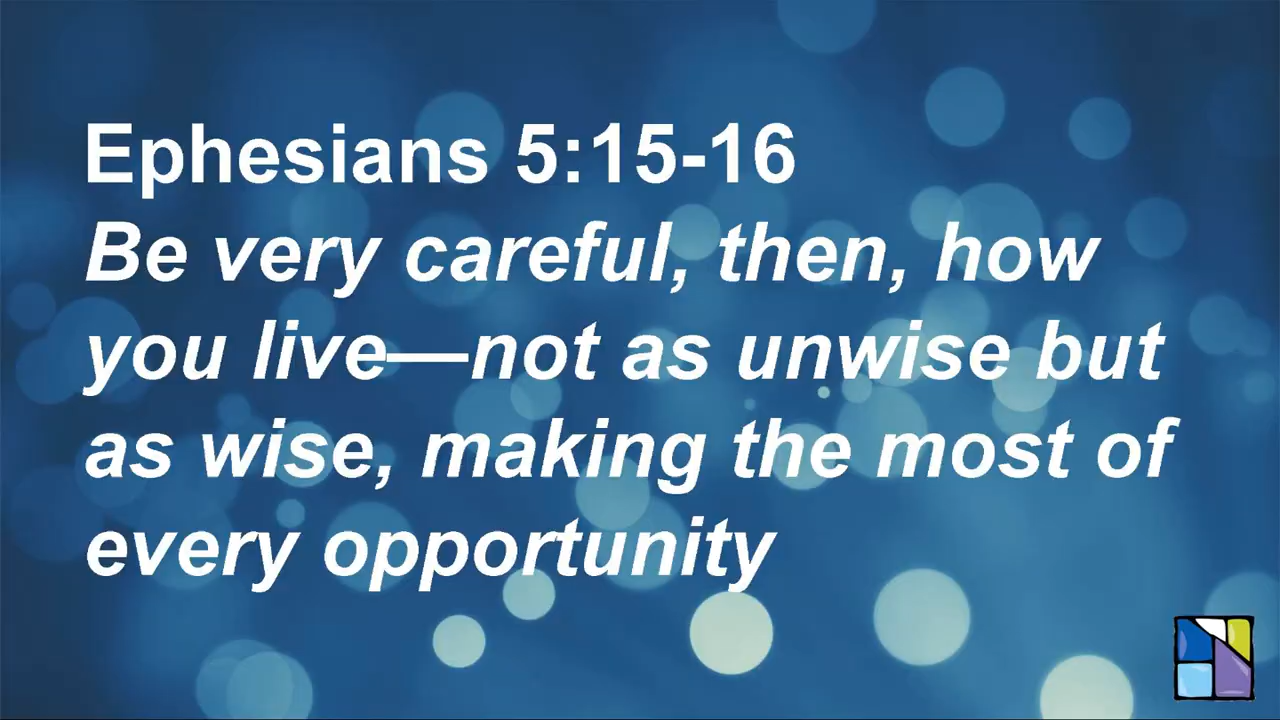 Ephesians 5:15-16
Be very careful, then, how
you live—not as unwise but
as wise, making the most of
every opportunity